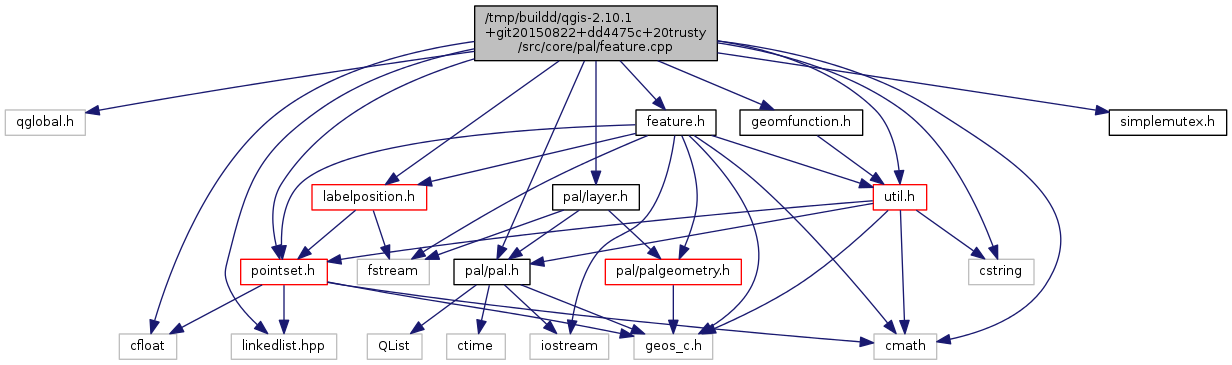 /tmp/buildd/qgis-2.10.1
+git20150822+dd4475c+20trusty
/src/core/pal/feature.cpp
qglobal.h
feature.h
geomfunction.h
simplemutex.h
labelposition.h
pal/layer.h
util.h
pointset.h
fstream
pal/pal.h
pal/palgeometry.h
cstring
cfloat
linkedlist.hpp
QList
ctime
iostream
geos_c.h
cmath